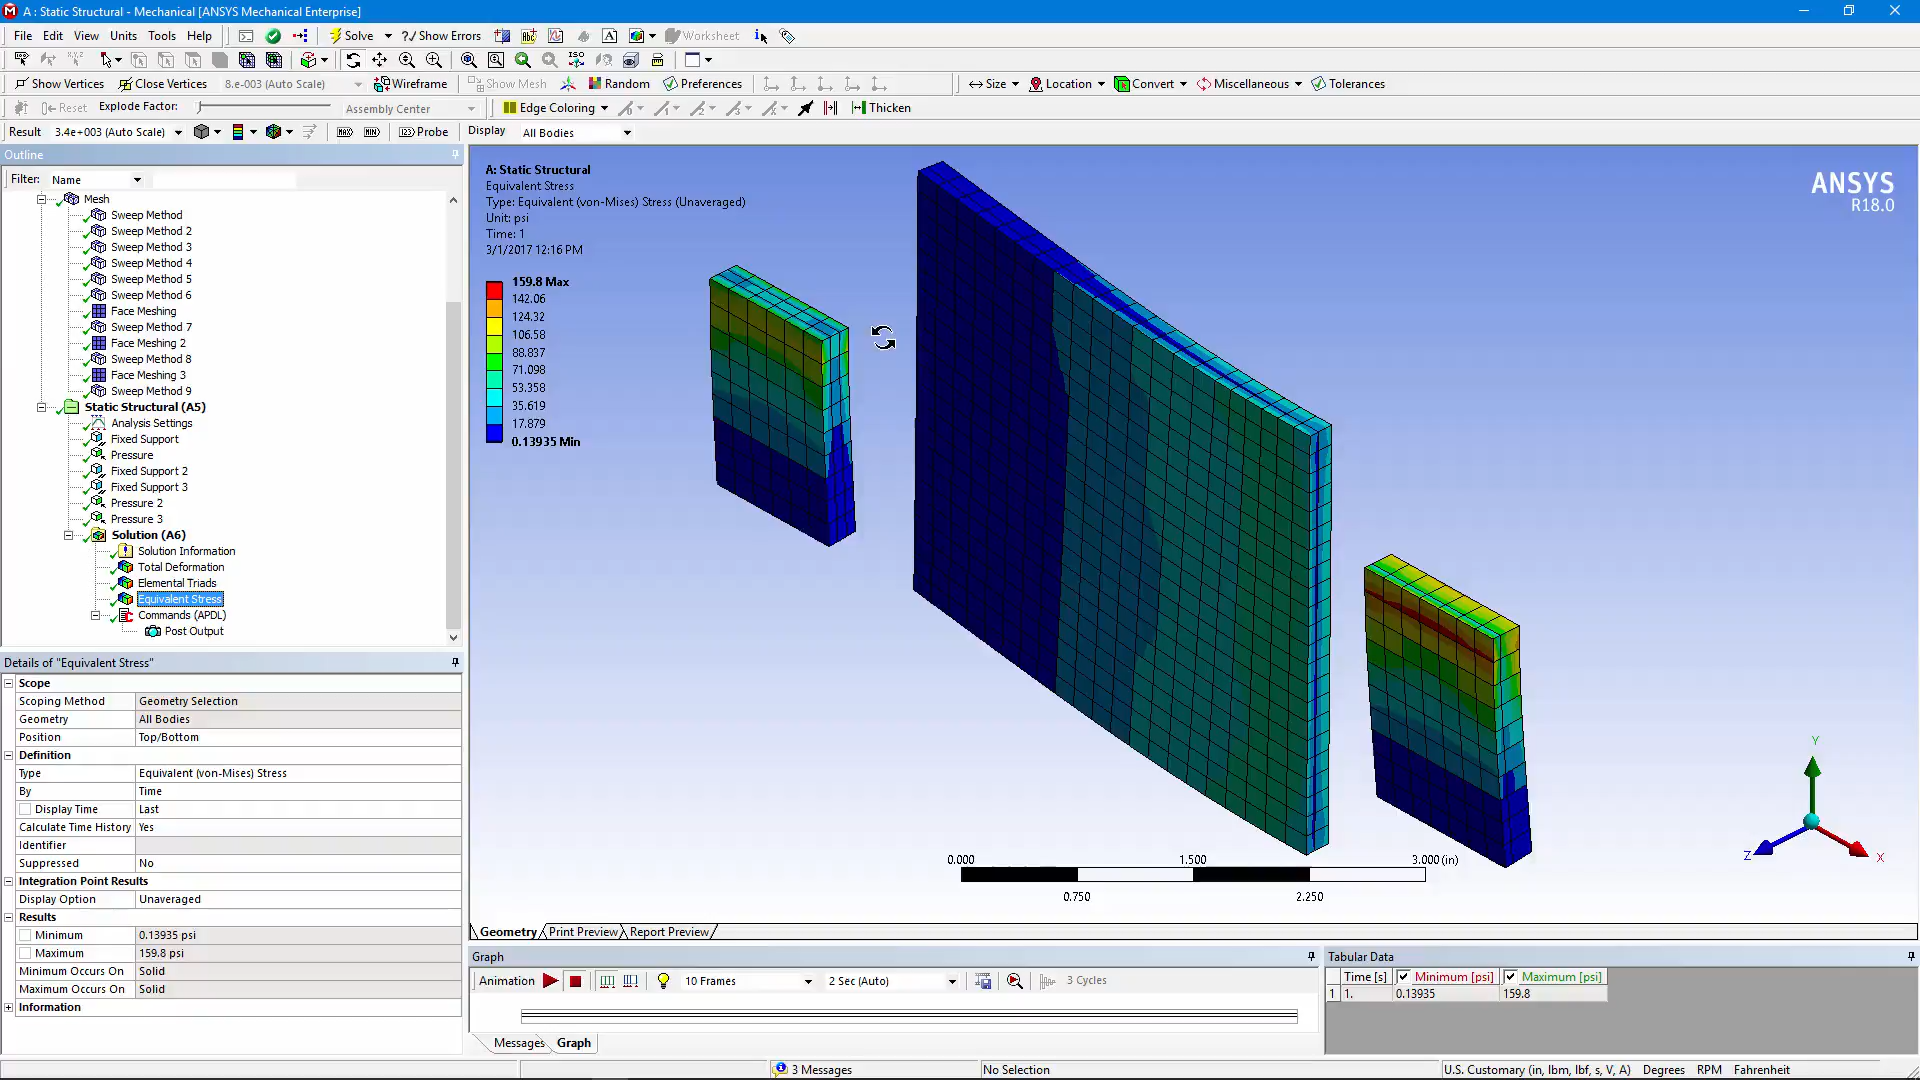 A : Static Structural - Mechanical [ANSYS Mechanical Enterprise]
File Edit View Units Tools Help Solve ?/ Show Errors Worksheet
Show Vertices Close Vertices 8.e-003 (Auto Scale) Wireframe Show Mesh Random Preferences Size Location Convert Miscellaneous Tolerances
Reset Explode Factor: Assembly Center Edge Coloring Thicken
Result 3.4e+003 (Auto Scale) MAX MIN Probe Display All Bodies
Outline
Filter: Name
Mesh
Sweep Method
Sweep Method 2
Sweep Method 3
Sweep Method 4
Sweep Method 5
Sweep Method 6
Face Meshing
Sweep Method 7
Face Meshing 2
Sweep Method 8
Face Meshing 3
Sweep Method 9
Static Structural (A5)
Analysis Settings
Fixed Support
Pressure
Fixed Support 2
Fixed Support 3
Pressure 2
Pressure 3
Solution (A6)
Solution Information
Total Deformation
Elemental Triads
Equivalent Stress
Commands (APDL)
Post Output
Details of "Equivalent Stress"
Scope
Scoping Method Geometry Selection
Geometry All Bodies
Position Top/Bottom
Definition
Type Equivalent (von-Mises) Stress
By Time
Display Time Last
Calculate Time History Yes
Identifier
Suppressed No
Integration Point Results
Display Option Unaveraged
Results
Minimum 0.13935 psi
Maximum 159.8 psi
Minimum Occurs On Solid
Maximum Occurs On Solid
Information
A: Static Structural
Equivalent Stress
Type: Equivalent (von-Mises) Stress (Unaveraged)
Unit: psi
Time: 1
3/1/2017 12:16 PM
159.8 Max
142.06
124.32
106.58
88.837
71.098
53.358
35.619
17.879
0.13935 Min
ANSYS
R18.0
Y
Z
X
0.000 1.500 3.000 (in)
0.750 2.250
Geometry Print Preview Report Preview
Graph
Animation 10 Frames 2 Sec (Auto) 3 Cycles
Messages Graph
Tabular Data
Time [s] Minimum [psi] Maximum [psi]
1 1. 0.13935 159.8
3 Messages No Selection U.S. Customary (in, lbm, lbf, s, V, A) Degrees RPM Fahrenheit